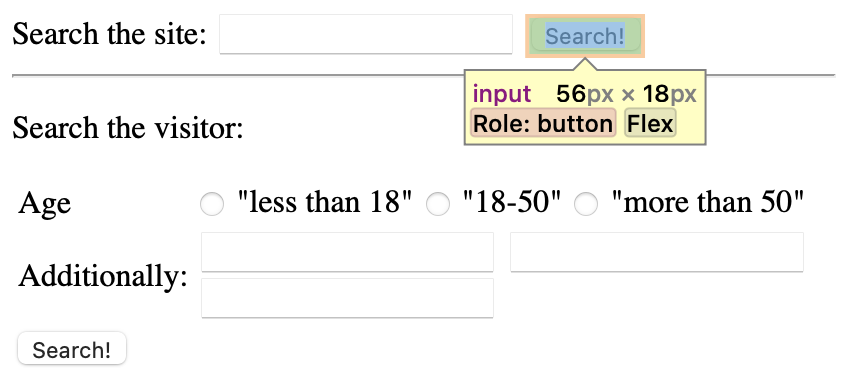 Search the site: Search!
input 56px × 18px
Role: button Flex
Search the visitor:
Age "less than 18" "18-50" "more than 50"
Additionally:
Search!